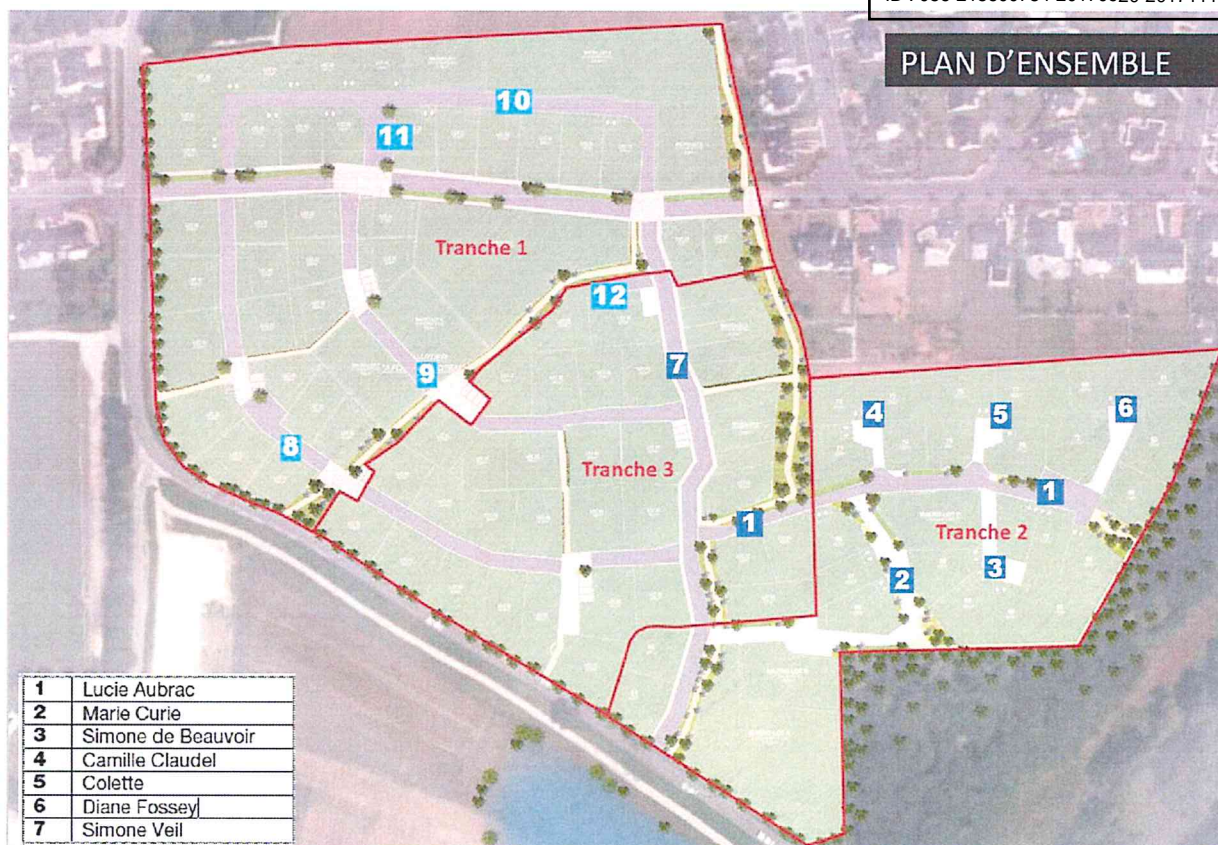 PLAN D'ENSEMBLE
10
11
Tranche 1
12
7
9
4
5
6
8
Tranche 3
1
1
Tranche 2
2
3
1 Lucie Aubrac
2 Marie Curie
3 Simone de Beauvoir
4 Camille Claudel
5 Colette
6 Diane Fossey
7 Simone Veil